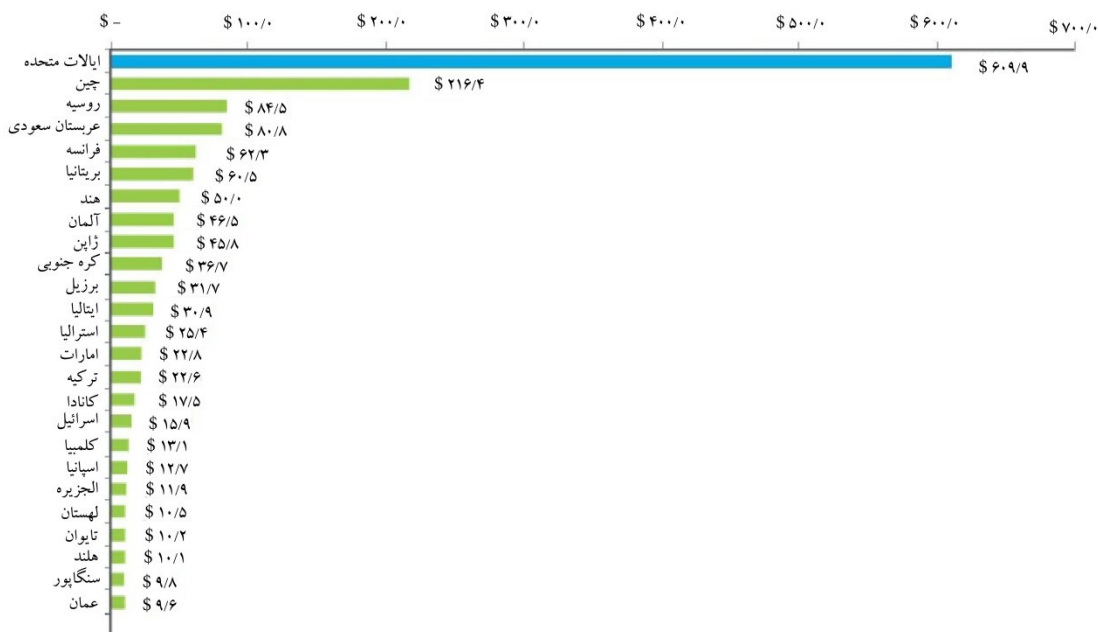 $ –
$ ۱۰۰/۰
$ ۲۰۰/۰
$ ۳۰۰/۰
$ ۴۰۰/۰
$ ۵۰۰/۰
$ ۶۰۰/۰
$ ۷۰۰/۰
ایالات متحده $ ۶۰۹/۹
چین $ ۲۱۶/۴
روسیه $ ۸۴/۵
عربستان سعودی $ ۸۰/۸
فرانسه $ ۶۲/۳
بریتانیا $ ۶۰/۵
هند $ ۵۰/۰
آلمان $ ۴۶/۵
ژاپن $ ۴۵/۸
کره جنوبی $ ۳۶/۷
برزیل $ ۳۱/۷
ایتالیا $ ۳۰/۹
استرالیا $ ۲۵/۴
امارات $ ۲۲/۸
ترکیه $ ۲۲/۶
کانادا $ ۱۷/۵
اسرائیل $ ۱۵/۹
کلمبیا $ ۱۳/۱
اسپانیا $ ۱۲/۷
الجزیره $ ۱۱/۹
لهستان $ ۱۰/۵
تایوان $ ۱۰/۲
هلند $ ۱۰/۱
سنگاپور $ ۹/۸
عمان $ ۹/۶